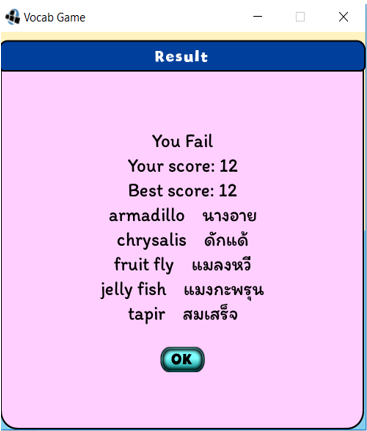 Vocab Game
Result
You Fail
Your score: 12
Best score: 12
armadillo นางอาย
chrysalis ดักแด้
fruit fly แมลงหวี่
jelly fish แมงกะพรุน
tapir สมเสร็จ
OK